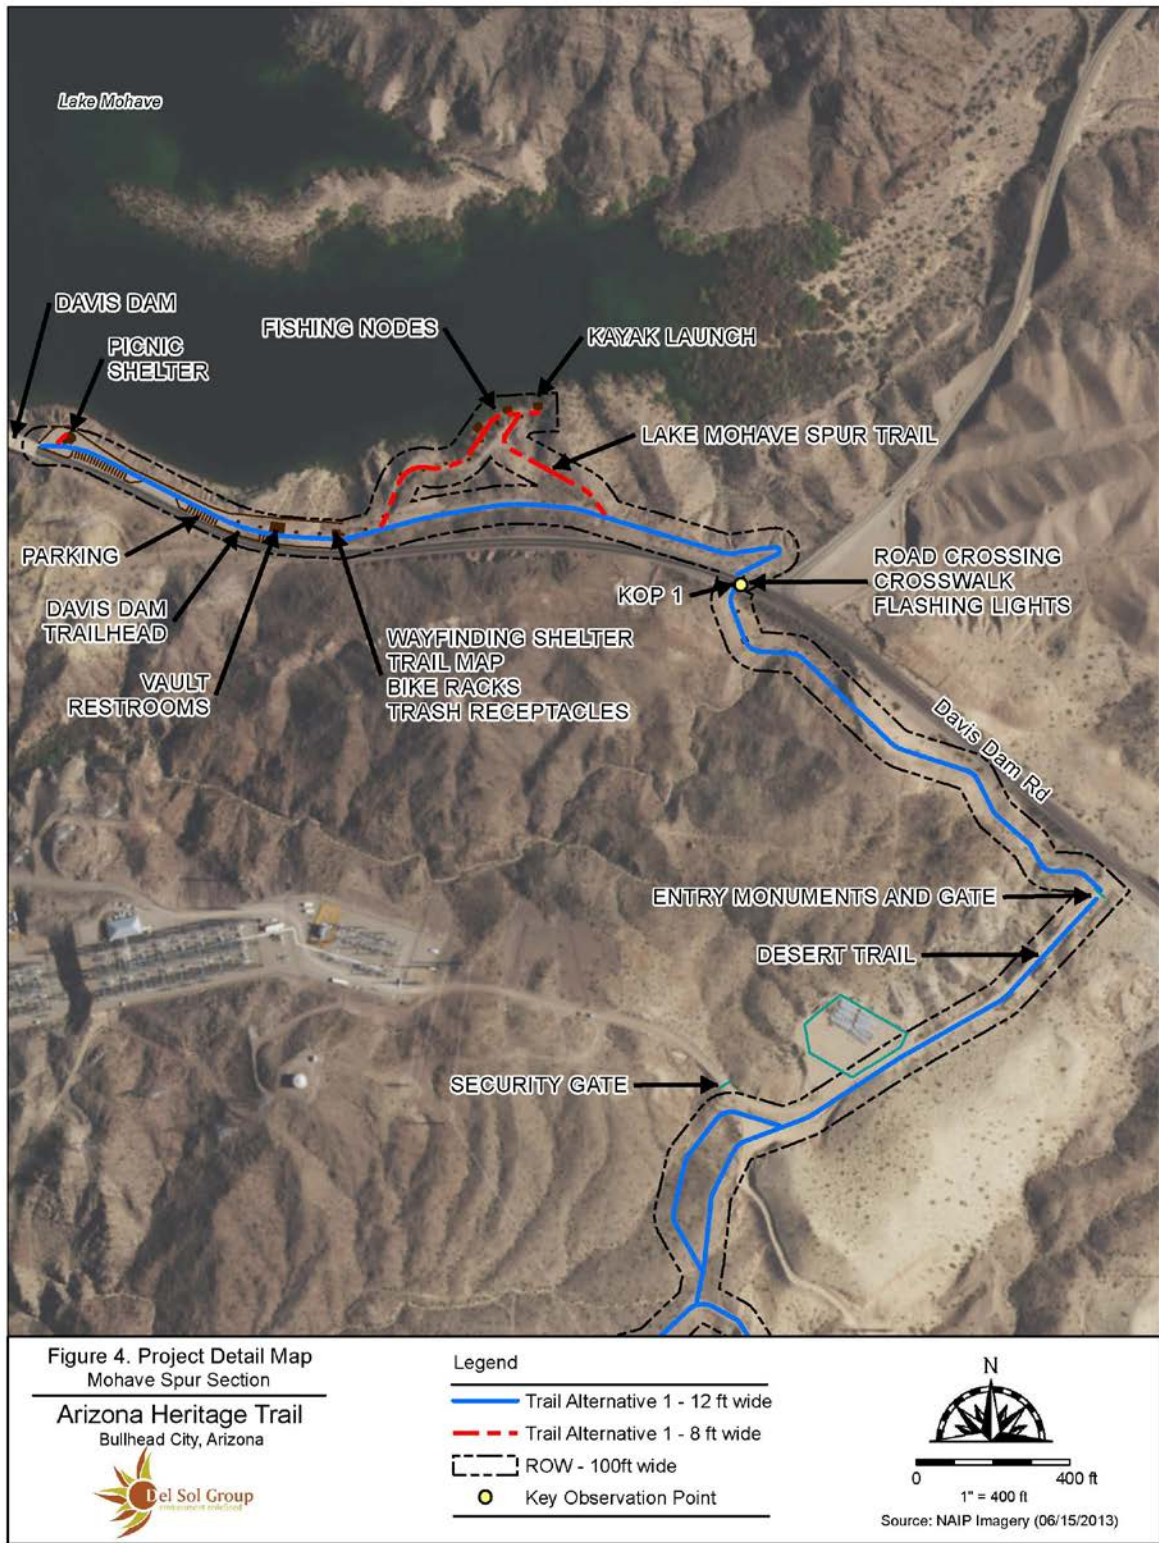 Lake Mohave
DAVIS DAM
PICNIC
SHELTER
FISHING NODES
KAYAK LAUNCH
LAKE MOHAVE SPUR TRAIL
PARKING
DAVIS DAM
TRAILHEAD
VAULT
RESTROOMS
WAYFINDING SHELTER
TRAIL MAP
BIKE RACKS
TRASH RECEPTACLES
KOP 1
ROAD CROSSING
CROSSWALK
FLASHING LIGHTS
Davis Dam Rd
ENTRY MONUMENTS AND GATE
DESERT TRAIL
SECURITY GATE
Figure 4. Project Detail Map
Mohave Spur Section
Arizona Heritage Trail
Bullhead City, Arizona
Del Sol Group
Legend
Trail Alternative 1 - 12 ft wide
Trail Alternative 1 - 8 ft wide
ROW - 100ft wide
Key Observation Point
N
0 400 ft
1" = 400 ft
Source: NAIP Imagery (06/15/2013)